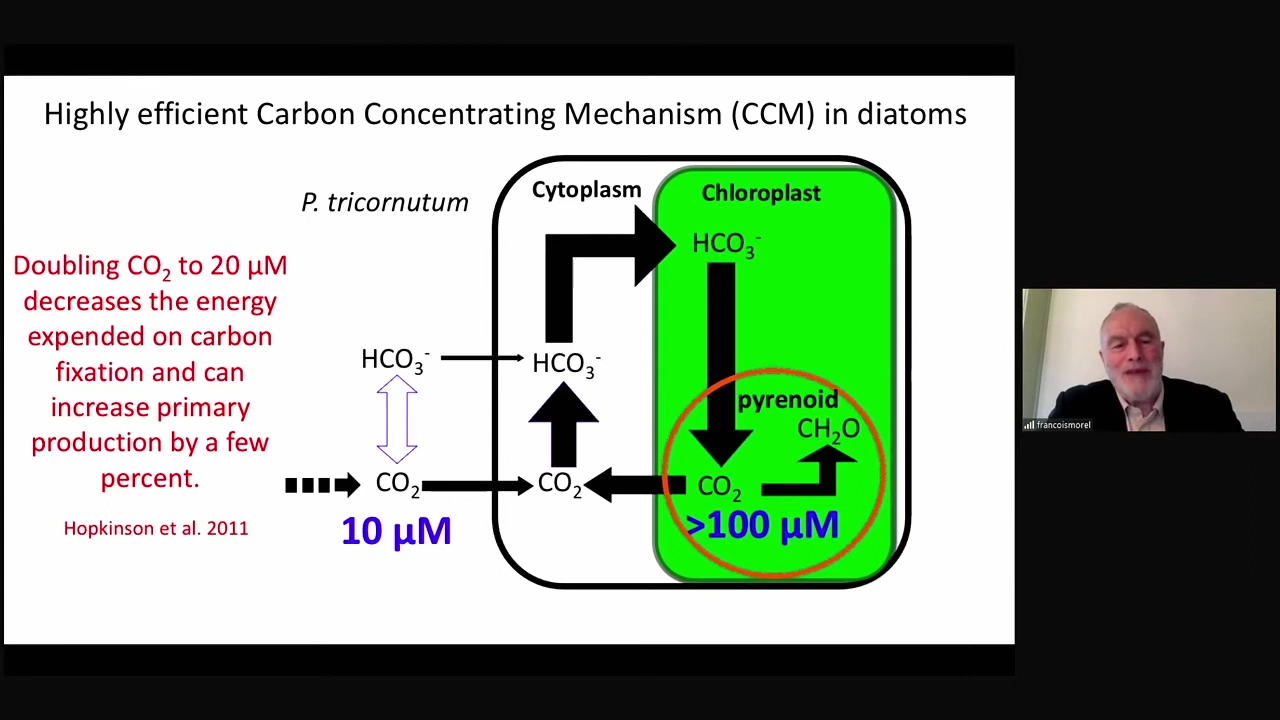 Highly efficient Carbon Concentrating Mechanism (CCM) in diatoms
P. tricornutum
Doubling CO₂ to 20 µM
decreases the energy
expended on carbon
fixation and can
increase primary
production by a few
percent.
Hopkinson et al. 2011
Cytoplasm
Chloroplast
HCO₃⁻
HCO₃⁻
HCO₃⁻
pyrenoid
CH₂O
CO₂
CO₂
CO₂
10 µM
>100 µM
francoismorel